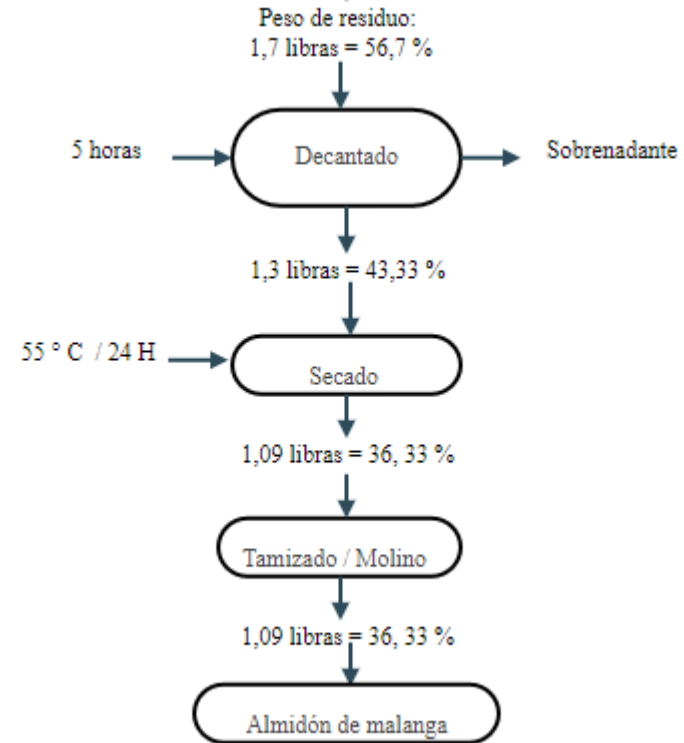 Peso de residuo:
1,7 libras = 56,7 %
5 horas
Decantado
Sobrenadante
1,3 libras = 43,33 %
55 ° C / 24 H
Secado
1,09 libras = 36, 33 %
Tamizado / Molino
1,09 libras = 36, 33 %
Almidón de malanga